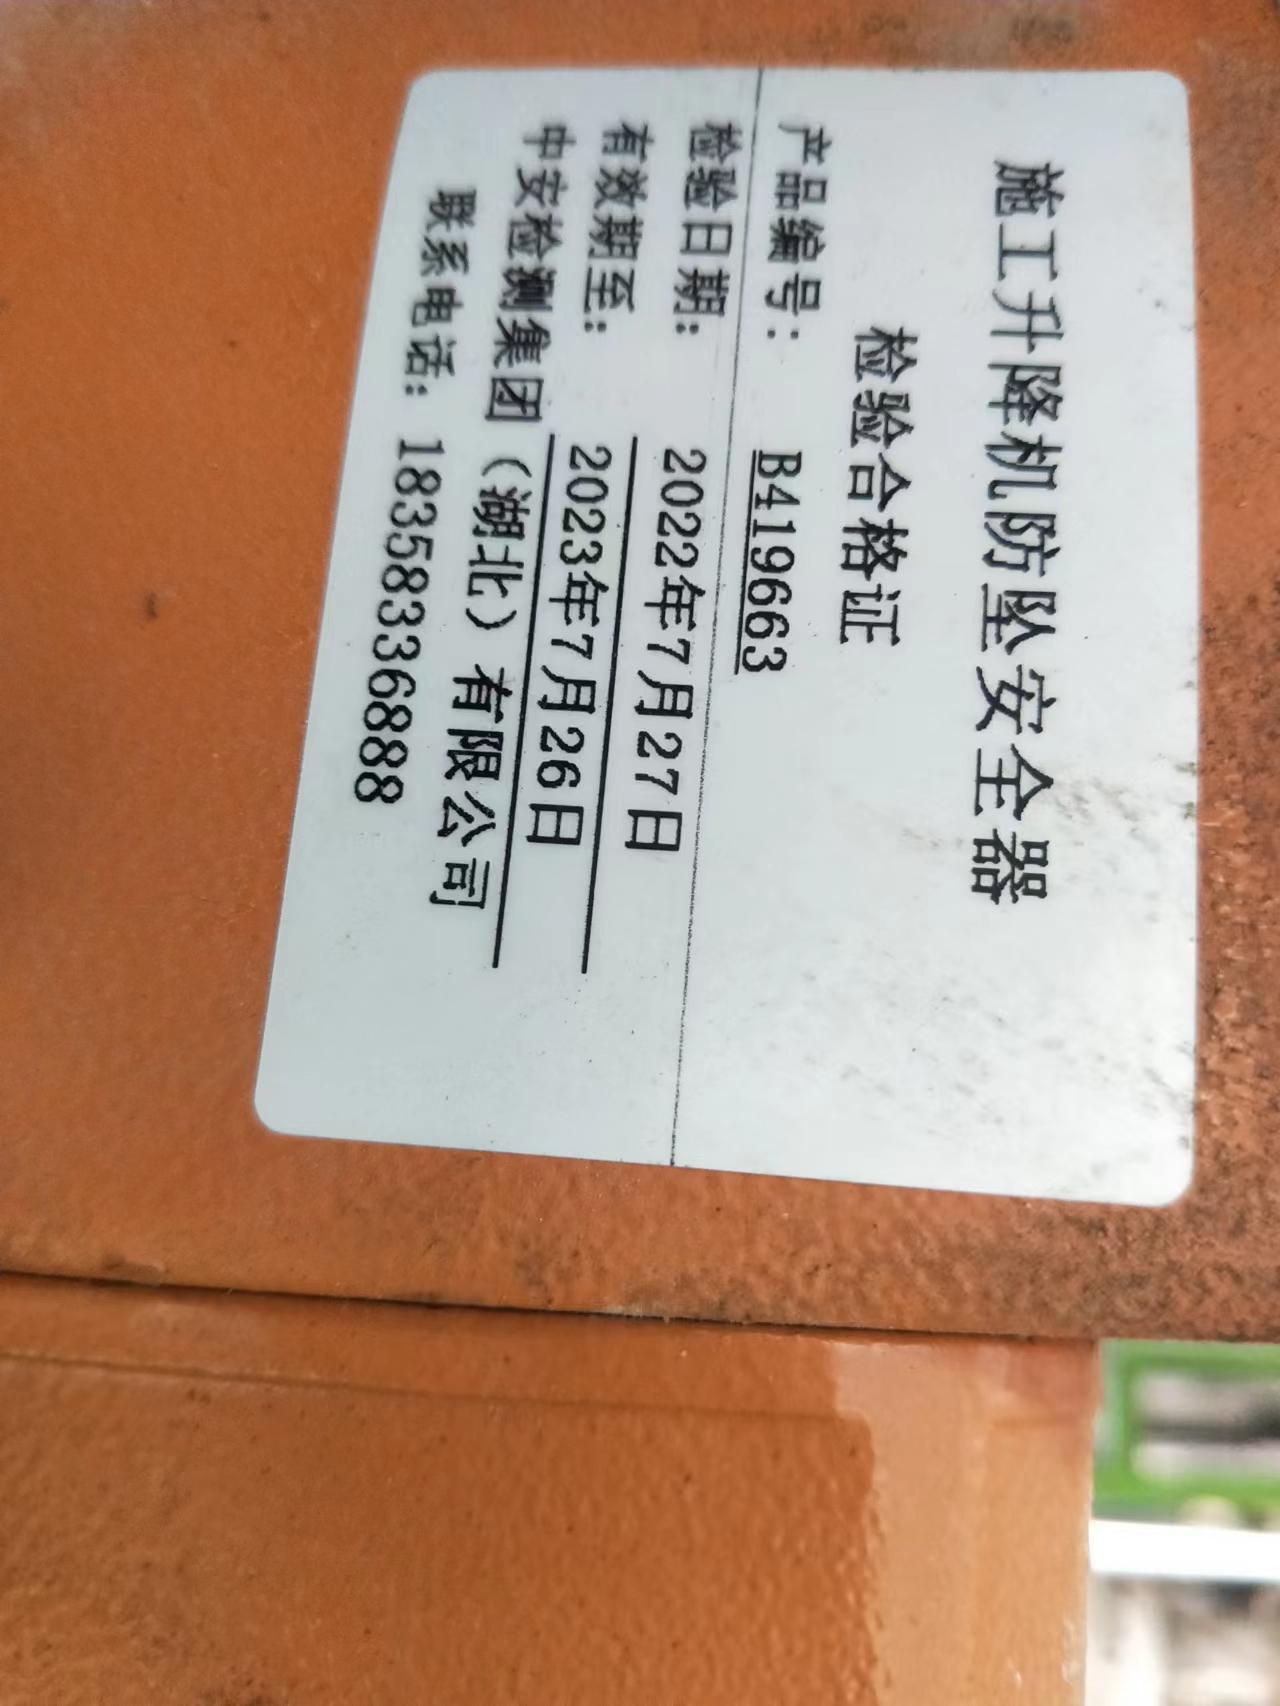 施工升降机防坠安全器
检验合格证
产品编号： B419663
检验日期： 2022年7月27日
有效期至： 2023年7月26日
中安检测集团（湖北）有限公司
联系电话：18358336888